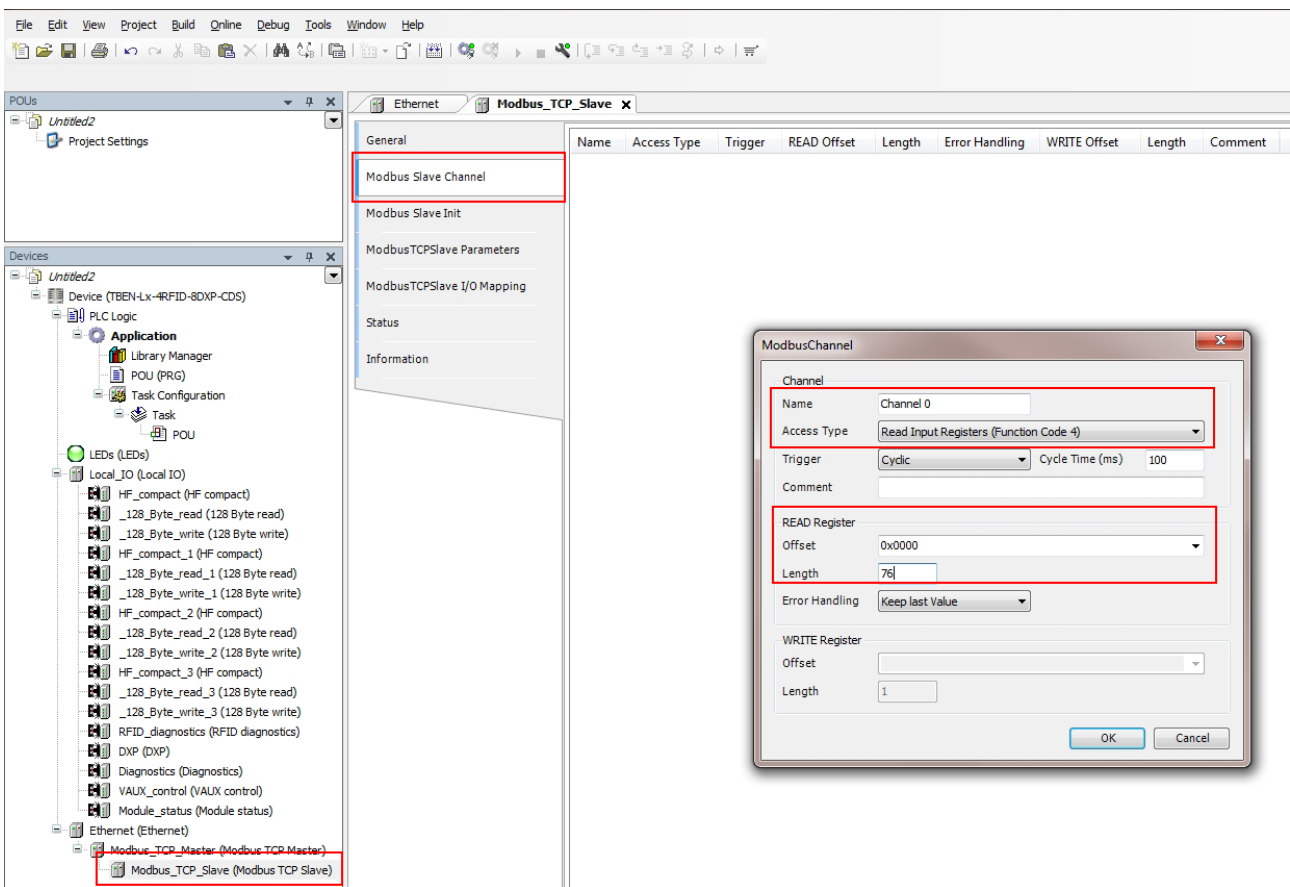 File Edit View Project Build Online Debug Tools Window Help
POUs
Untitled2
Project Settings
Devices
Untitled2
Device (TBEN-Lx-4RFID-8DXP-CDS)
PLC Logic
Application
Library Manager
POU (PRG)
Task Configuration
Task
POU
LEDs (LEDs)
Local_IO (Local IO)
HF_compact (HF compact)
_128_Byte_read (128 Byte read)
_128_Byte_write (128 Byte write)
HF_compact_1 (HF compact)
_128_Byte_read_1 (128 Byte read)
_128_Byte_write_1 (128 Byte write)
HF_compact_2 (HF compact)
_128_Byte_read_2 (128 Byte read)
_128_Byte_write_2 (128 Byte write)
HF_compact_3 (HF compact)
_128_Byte_read_3 (128 Byte read)
_128_Byte_write_3 (128 Byte write)
RFID_diagnostics (RFID diagnostics)
DXP (DXP)
Diagnostics (Diagnostics)
VAUX_control (VAUX control)
Module_status (Module status)
Ethernet (Ethernet)
Modbus_TCP_Master (Modbus TCP Master)
Modbus_TCP_Slave (Modbus TCP Slave)
Ethernet Modbus_TCP_Slave
General
Modbus Slave Channel
Modbus Slave Init
ModbusTCPSlave Parameters
ModbusTCPSlave I/O Mapping
Status
Information
Name Access Type Trigger READ Offset Length Error Handling WRITE Offset Length Comment
ModbusChannel
Channel
Name Channel 0
Access Type Read Input Registers (Function Code 4)
Trigger Cyclic Cycle Time (ms) 100
Comment
READ Register
Offset 0x0000
Length 76
Error Handling Keep last Value
WRITE Register
Offset
Length 1
OK Cancel